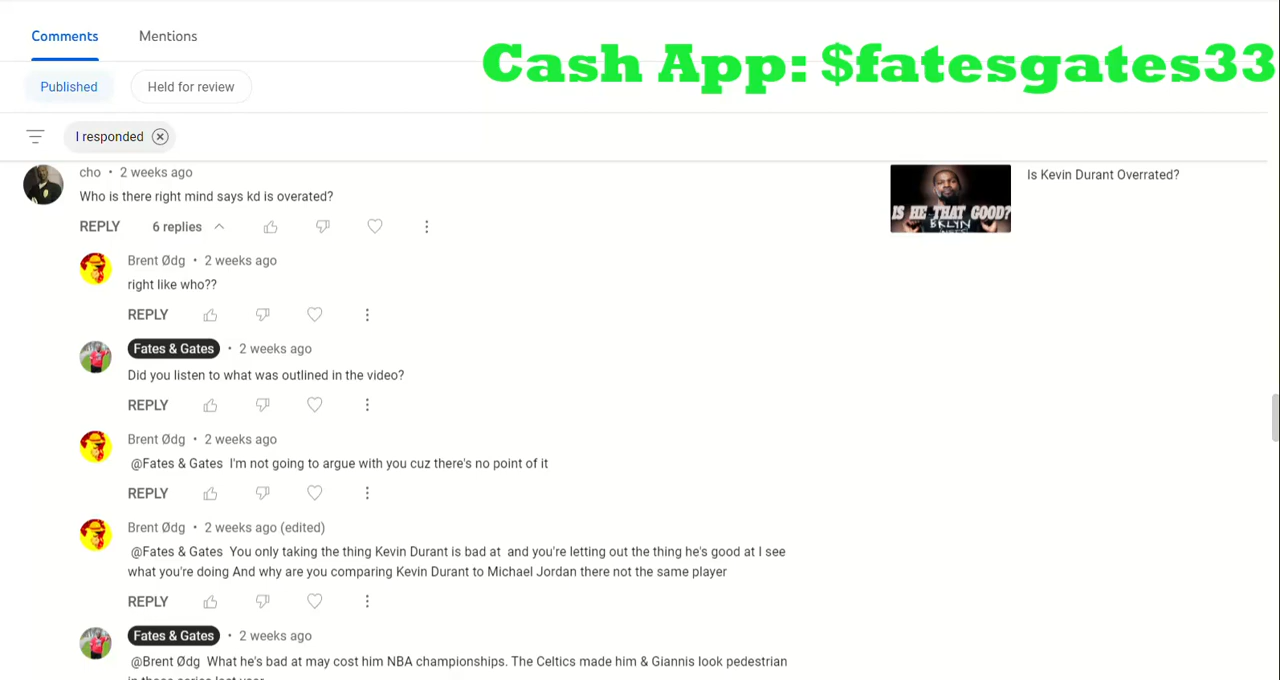 Comments
Mentions
Cash App: $fatesgates33
Published
Held for review
I responded
cho • 2 weeks ago
Is Kevin Durant Overrated?
Who is there right mind says kd is overated?
IS HE THAT GOOD?
BKLYN
REPLY 6 replies
Brent Ødg • 2 weeks ago
right like who??
REPLY
Fates & Gates • 2 weeks ago
Did you listen to what was outlined in the video?
REPLY
Brent Ødg • 2 weeks ago
@Fates & Gates I'm not going to argue with you cuz there's no point of it
REPLY
Brent Ødg • 2 weeks ago (edited)
@Fates & Gates You only taking the thing Kevin Durant is bad at and you're letting out the thing he's good at I see
what you're doing And why are you comparing Kevin Durant to Michael Jordan there not the same player
REPLY
Fates & Gates • 2 weeks ago
@Brent Ødg What he's bad at may cost him NBA championships. The Celtics made him & Giannis look pedestrian